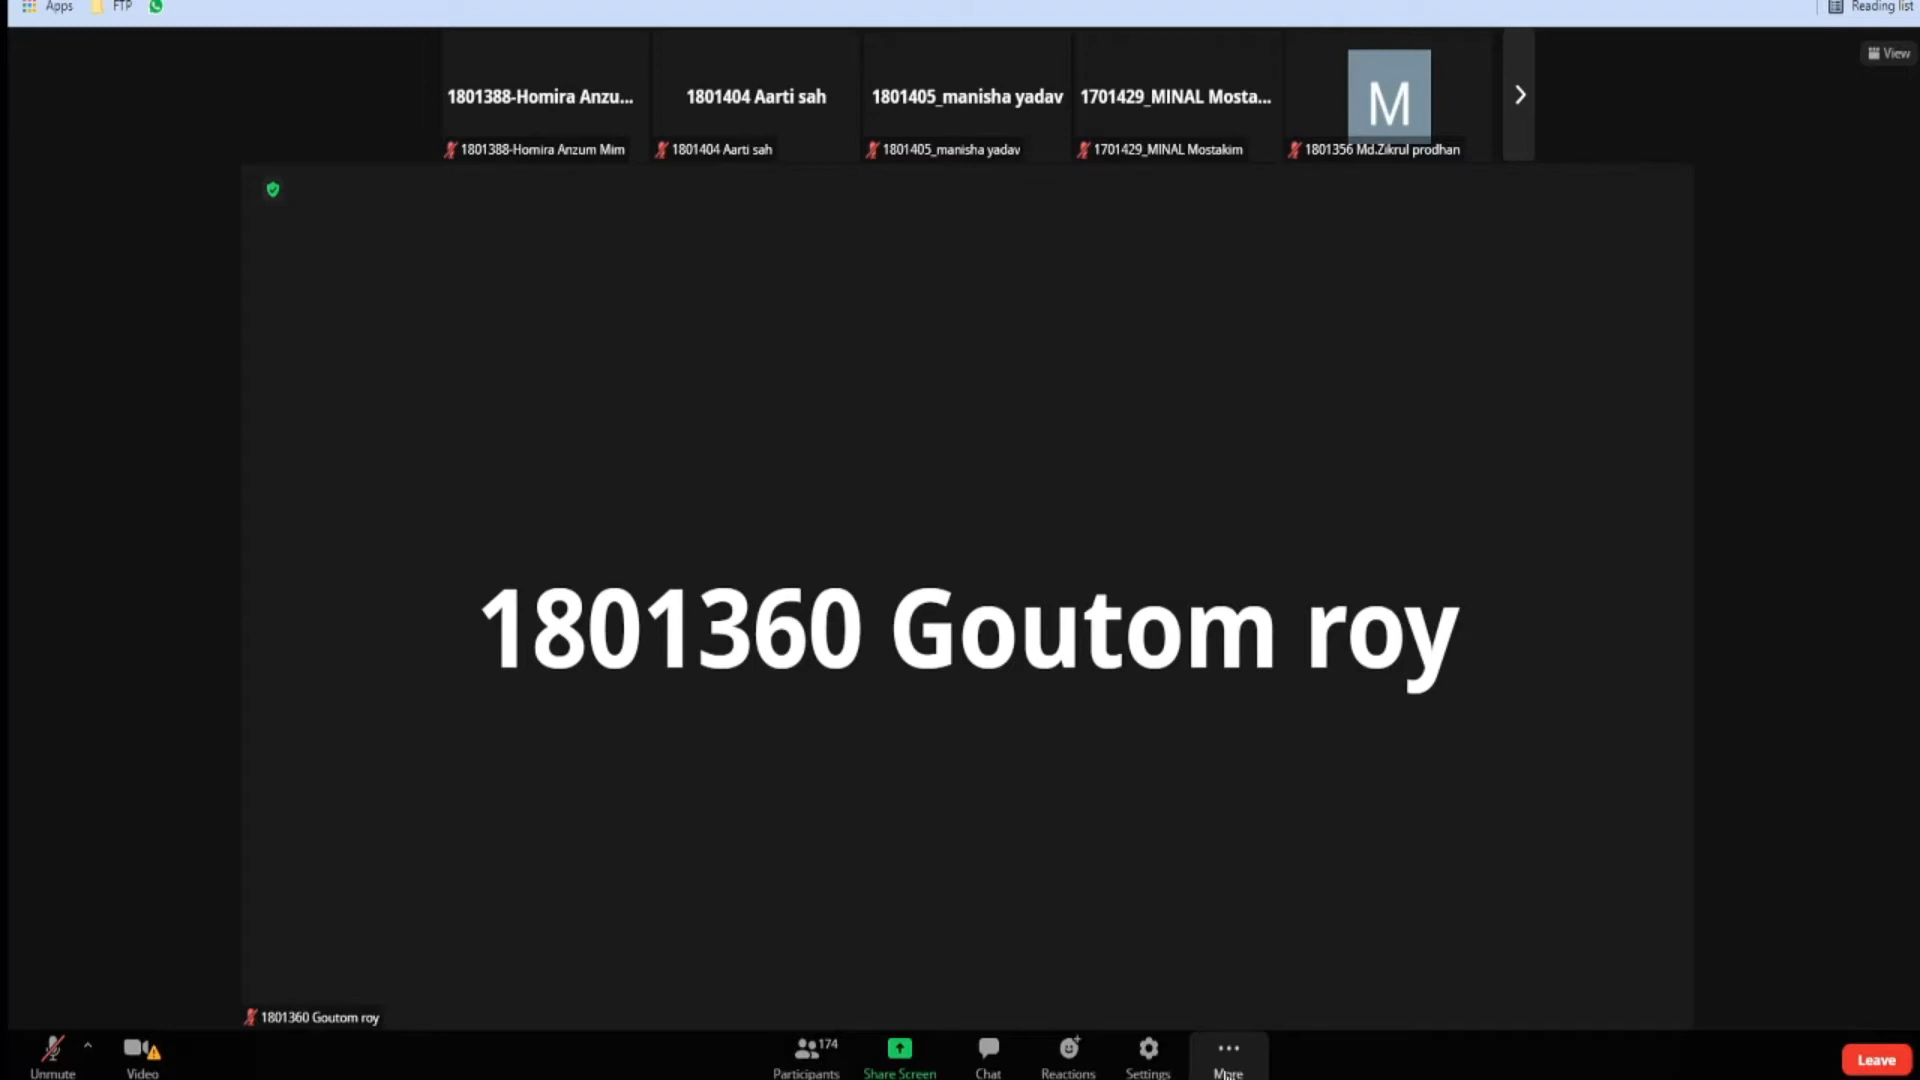 Apps FTP Reading list
View
1801388-Homira Anzu... 1801404 Aarti sah 1801405_manisha yadav 1701429_MINAL Mosta... M
1801388-Homira Anzum Mim 1801404 Aarti sah 1801405_manisha yadav 1701429_MINAL Mostakim 1801356 Md.Zikrul prodhan
1801360 Goutom roy
1801360 Goutom roy
174
Unmute Video Participants Share Screen Chat Reactions Settings More Leave